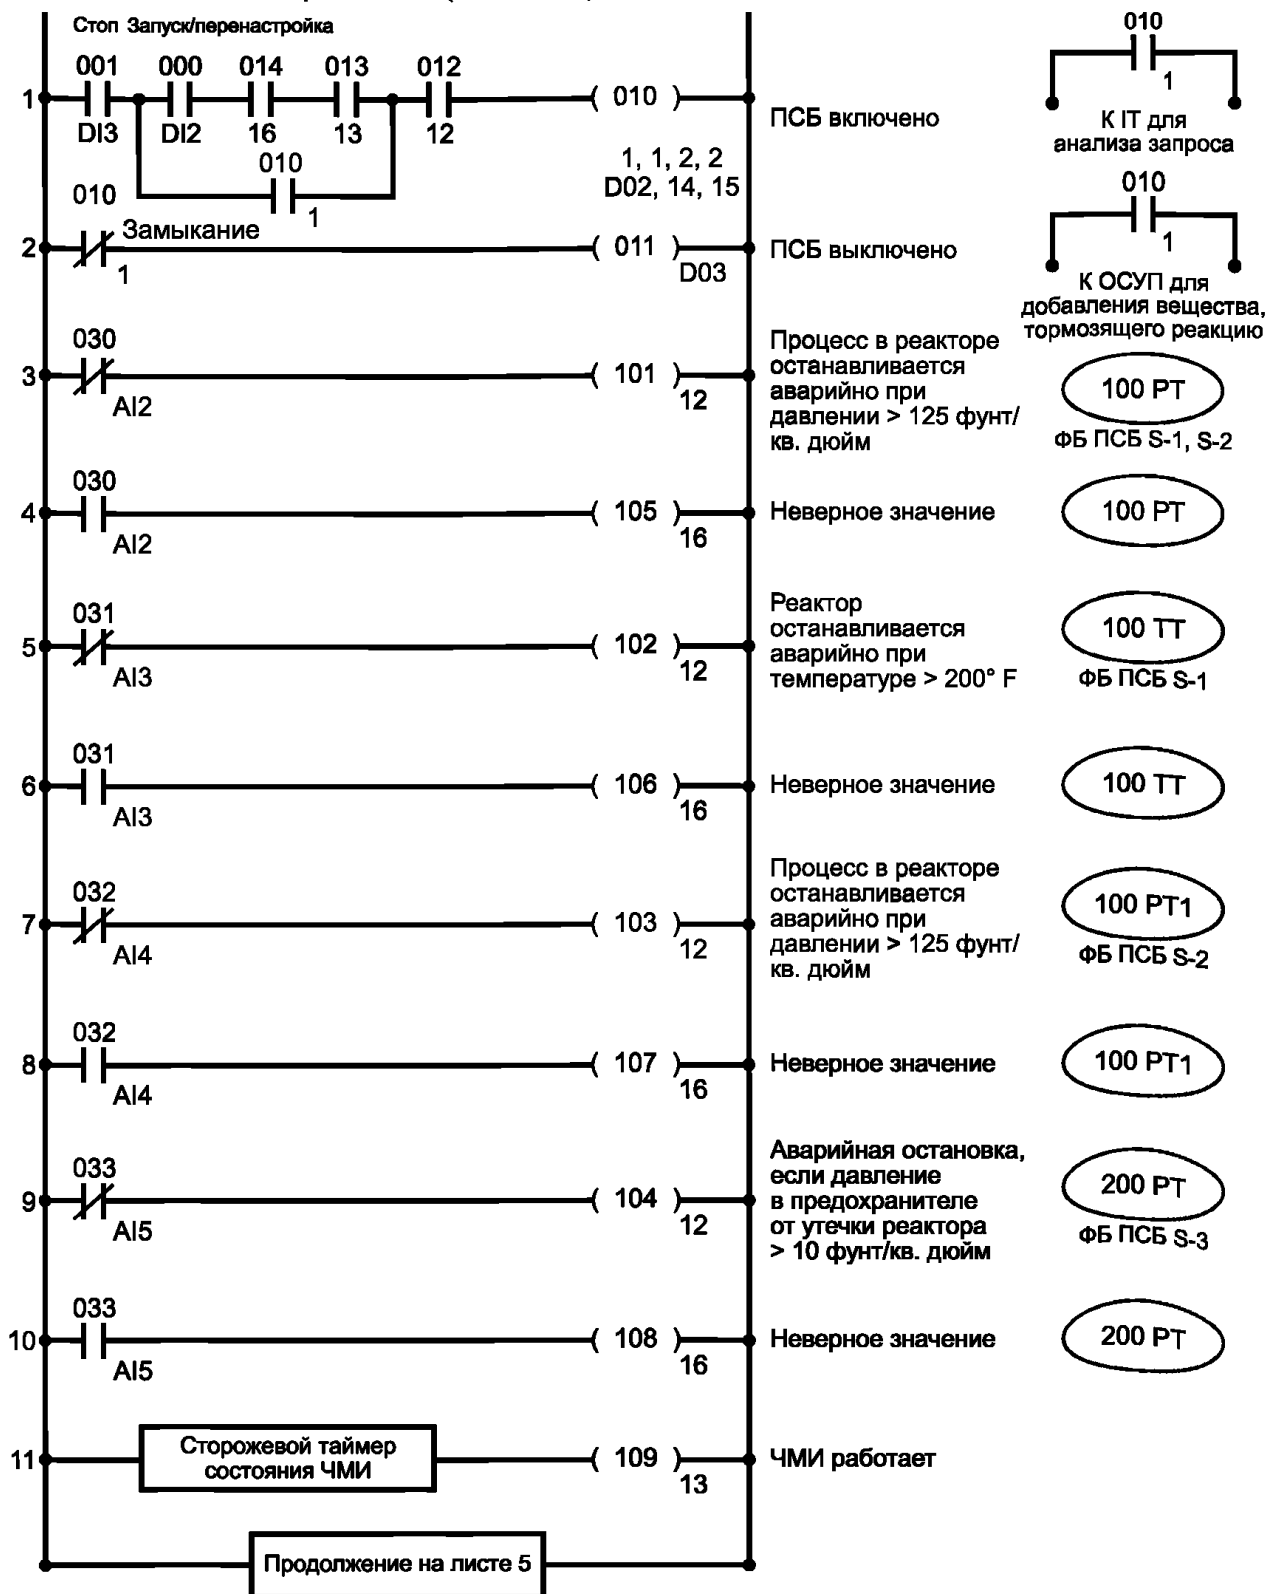 Стоп Запуск/перенастройка
001 000 014 013 012
1 ( 010 )
DI3 DI2 16 13 12
010
1
1, 1, 2, 2
D02, 14, 15
ПСБ включено
010
1
К IT для
анализа запроса
010
Замыкание
2 ( 011 )
1
D03
ПСБ выключено
010
1
К ОСУП для
добавления вещества,
тормозящего реакцию
030
3 ( 101 )
AI2
12
Процесс в реакторе
останавливается
аварийно при
давлении > 125 фунт/
кв. дюйм
100 PT
ФБ ПСБ S-1, S-2
030
4 ( 105 )
AI2
16
Неверное значение
100 PT
031
5 ( 102 )
AI3
12
Реактор
останавливается
аварийно при
температуре > 200° F
100 TT
ФБ ПСБ S-1
031
6 ( 106 )
AI3
16
Неверное значение
100 TT
032
7 ( 103 )
AI4
12
Процесс в реакторе
останавливается
аварийно при
давлении > 125 фунт/
кв. дюйм
100 PT1
ФБ ПСБ S-2
032
8 ( 107 )
AI4
16
Неверное значение
100 PT1
033
9 ( 104 )
AI5
12
Аварийная остановка,
если давление
в предохранителе
от утечки реактора
> 10 фунт/кв. дюйм
200 PT
ФБ ПСБ S-3
033
10 ( 108 )
AI5
16
Неверное значение
200 PT
11
Сторожевой таймер
состояния ЧМИ
( 109 )
13
ЧМИ работает
Продолжение на листе 5